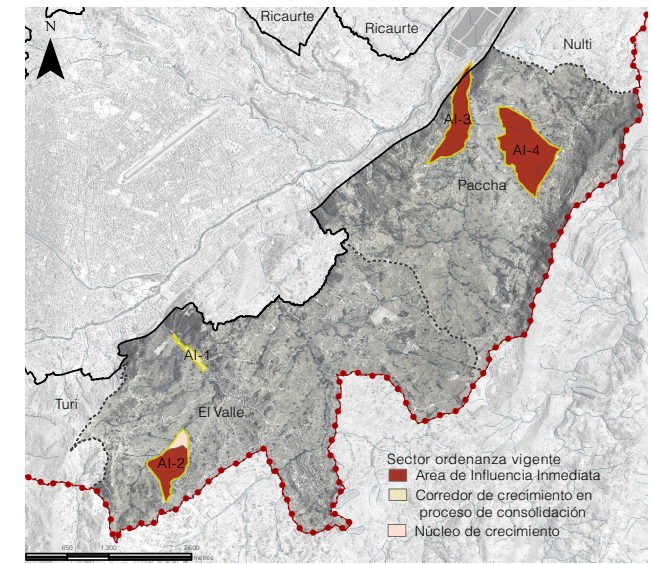 Ricaurte
Ricaurte
N
Nulti
AI-3
AI-4
Paccha
AI-1
Turi
El Valle
AI-2
Sector ordenanza vigente
Area de Influencia Inmediata
Corredor de crecimiento en
proceso de consolidación
Núcleo de crecimiento
650 1.300 2.600
metros